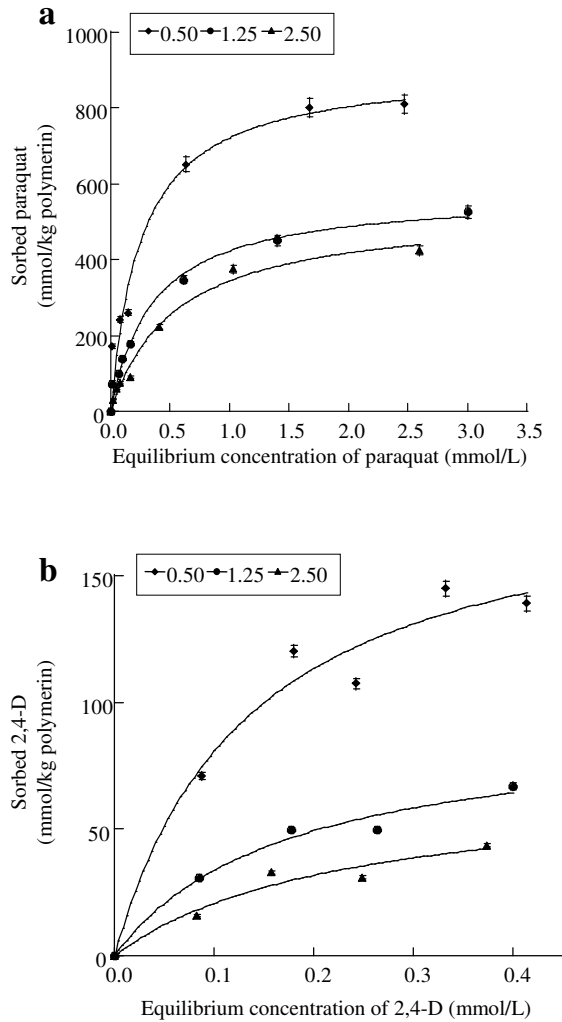 a
0.50 1.25 2.50
1000
800
600
400
200
0
Sorbed paraquat
(mmol/kg polymerin)
0.0 0.5 1.0 1.5 2.0 2.5 3.0 3.5
Equilibrium concentration of paraquat (mmol/L)
b
0.50 1.25 2.50
150
100
50
0
Sorbed 2,4-D
(mmol/kg polymerin)
0.0 0.1 0.2 0.3 0.4
Equilibrium concentration of 2,4-D (mmol/L)